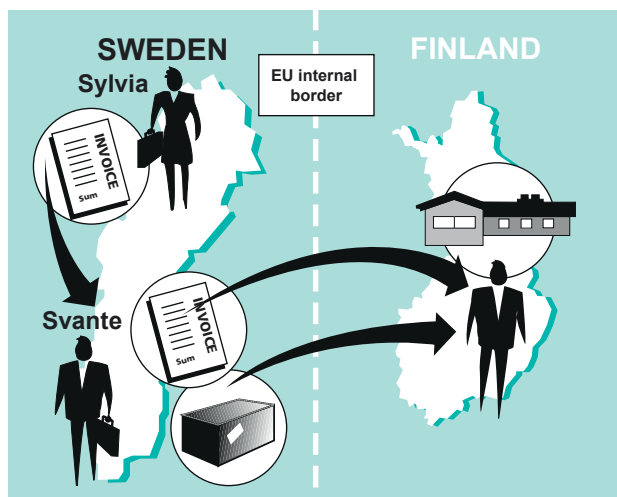 SWEDEN
FINLAND
EU internal
border
Sylvia
INVOICE
Sum
Svante
INVOICE
Sum